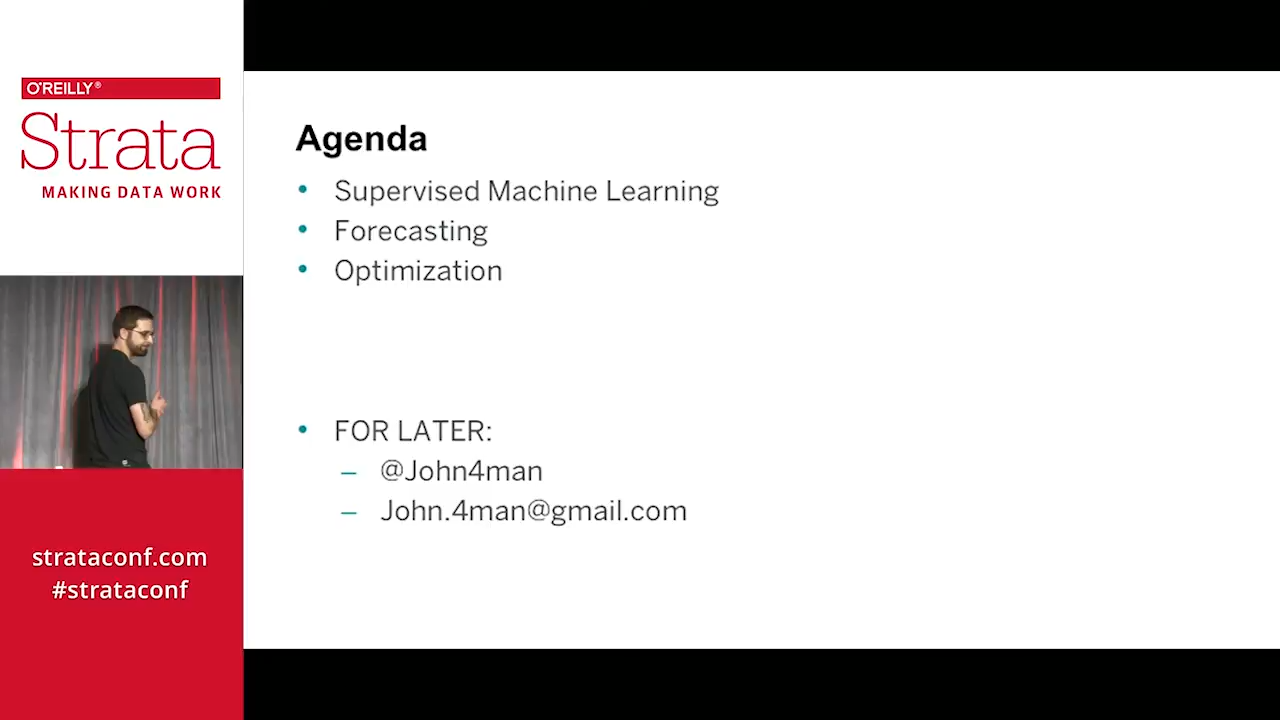 O'REILLY®
Strata
MAKING DATA WORK
Agenda
• Supervised Machine Learning
• Forecasting
• Optimization
• FOR LATER:
– @John4man
– John.4man@gmail.com
strataconf.com
#strataconf